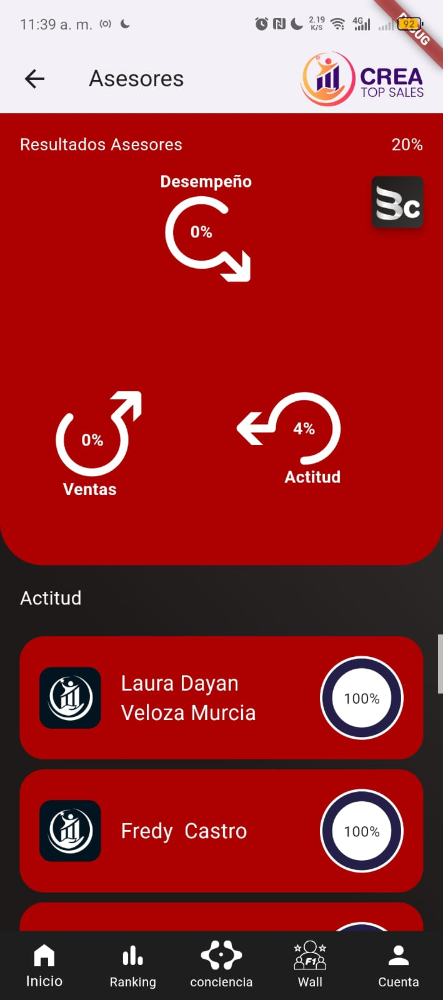 11:39 a. m.
2.19
K/S
4G
92
Asesores
CREA
TOP SALES
Resultados Asesores
20%
Desempeño
0%
3c
0%
Ventas
4%
Actitud
Actitud
Laura Dayan
Veloza Murcia
100%
Fredy Castro
100%
Inicio
Ranking
conciencia
F1
Wall
Cuenta